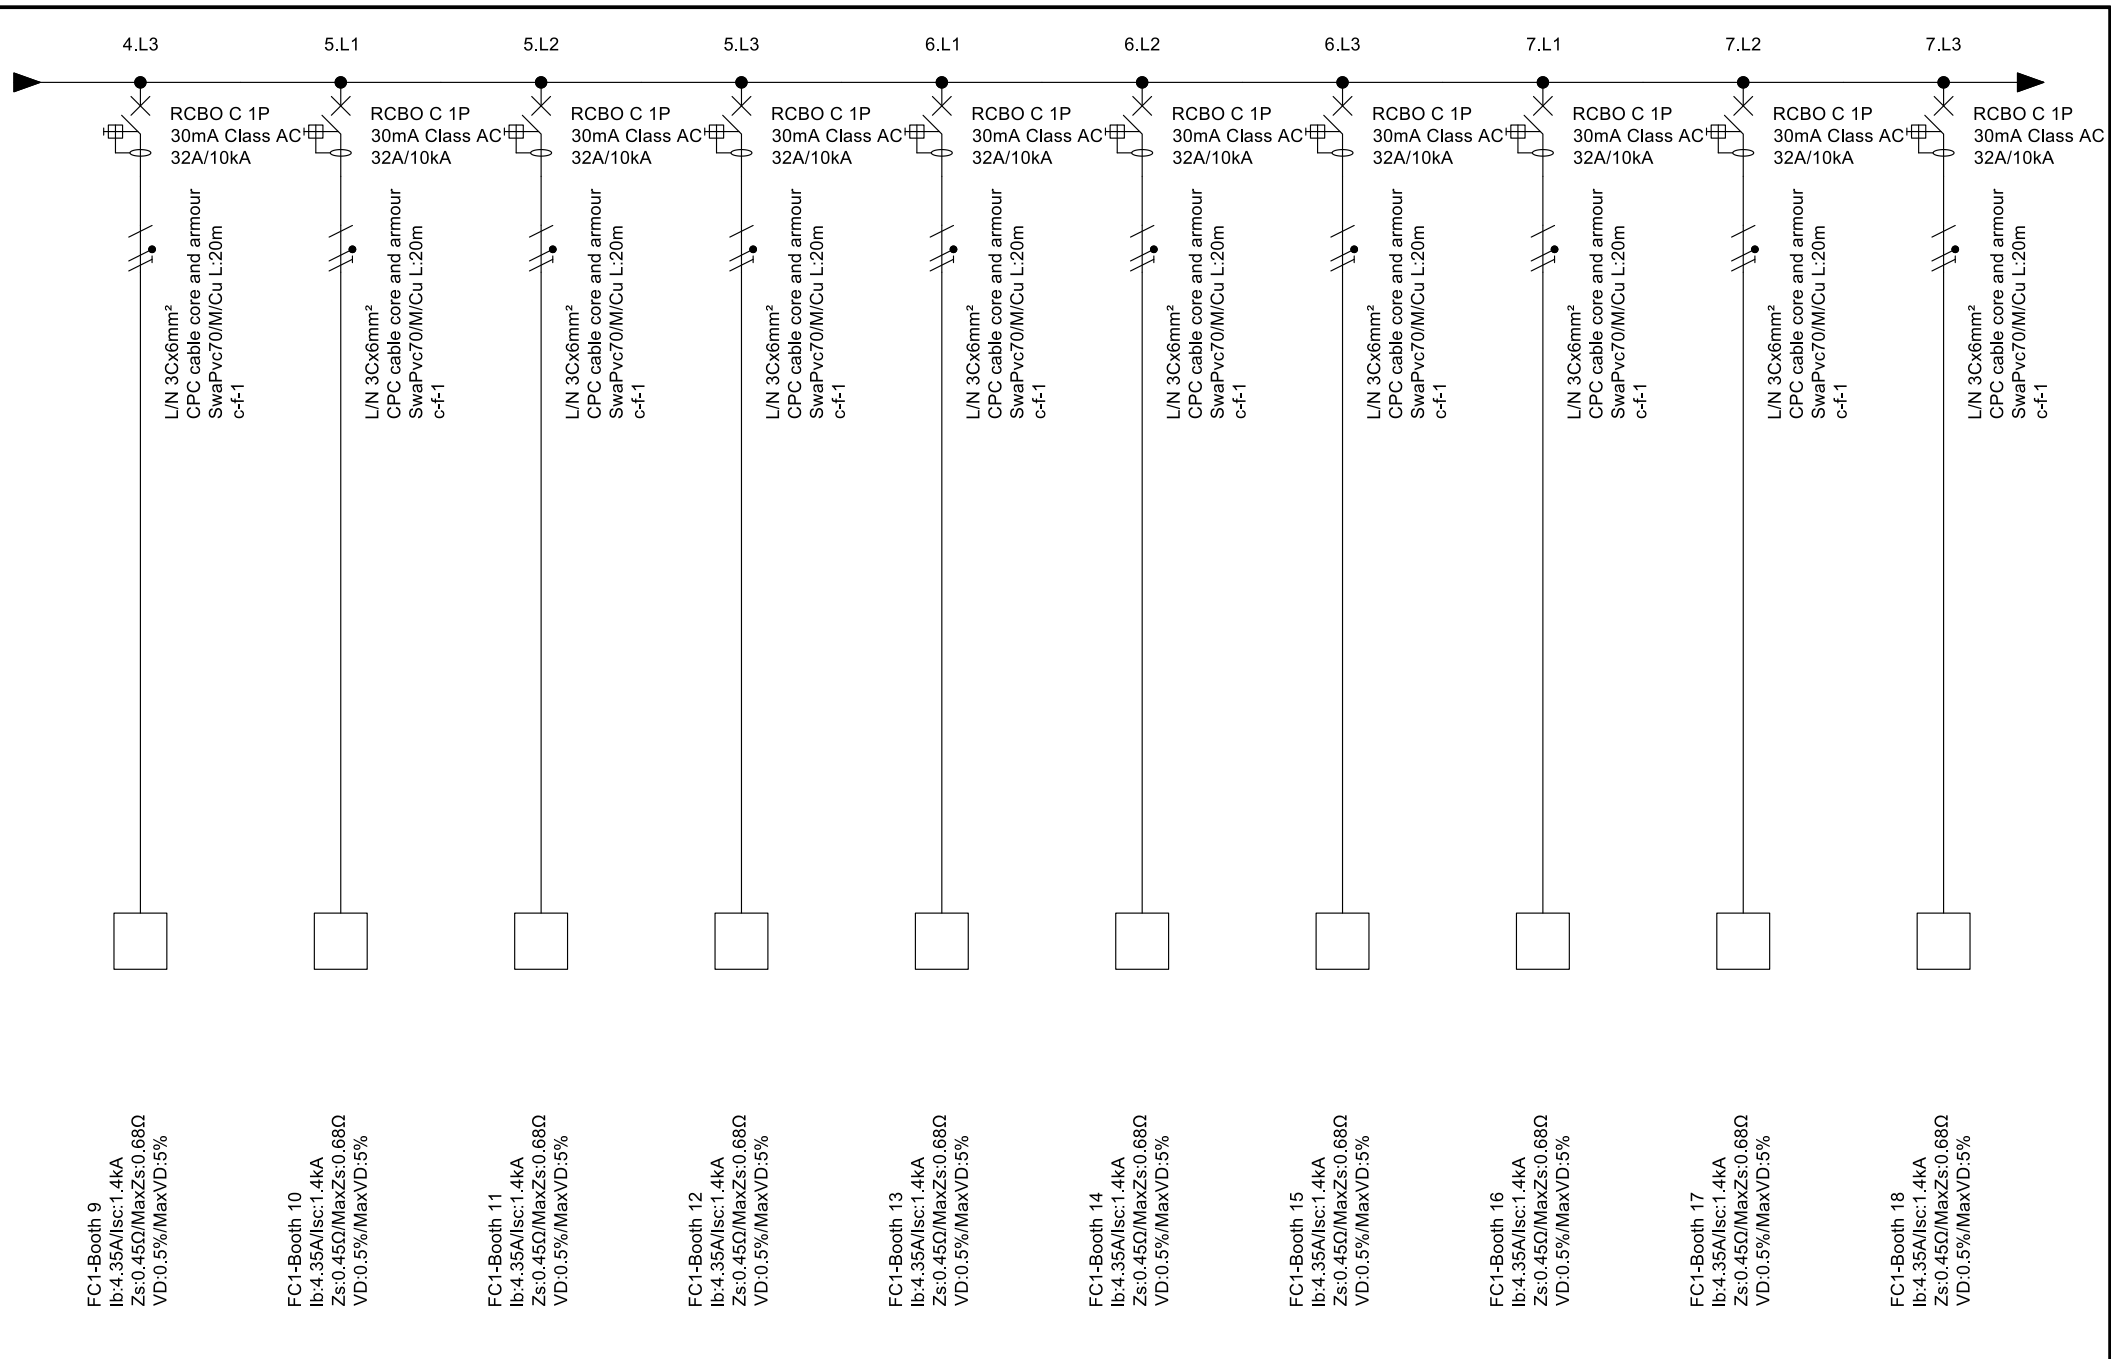 4.L3
5.L1
5.L2
5.L3
6.L1
6.L2
6.L3
7.L1
7.L2
7.L3
RCBO C 1P
30mA Class AC
32A/10kA
RCBO C 1P
30mA Class AC
32A/10kA
RCBO C 1P
30mA Class AC
32A/10kA
RCBO C 1P
30mA Class AC
32A/10kA
RCBO C 1P
30mA Class AC
32A/10kA
RCBO C 1P
30mA Class AC
32A/10kA
RCBO C 1P
30mA Class AC
32A/10kA
RCBO C 1P
30mA Class AC
32A/10kA
RCBO C 1P
30mA Class AC
32A/10kA
RCBO C 1P
30mA Class AC
32A/10kA
L/N 3Cx6mm²
CPC cable core and armour
SwaPvc70/M/Cu L:20m
c-f-1
L/N 3Cx6mm²
CPC cable core and armour
SwaPvc70/M/Cu L:20m
c-f-1
L/N 3Cx6mm²
CPC cable core and armour
SwaPvc70/M/Cu L:20m
c-f-1
L/N 3Cx6mm²
CPC cable core and armour
SwaPvc70/M/Cu L:20m
c-f-1
L/N 3Cx6mm²
CPC cable core and armour
SwaPvc70/M/Cu L:20m
c-f-1
L/N 3Cx6mm²
CPC cable core and armour
SwaPvc70/M/Cu L:20m
c-f-1
L/N 3Cx6mm²
CPC cable core and armour
SwaPvc70/M/Cu L:20m
c-f-1
L/N 3Cx6mm²
CPC cable core and armour
SwaPvc70/M/Cu L:20m
c-f-1
L/N 3Cx6mm²
CPC cable core and armour
SwaPvc70/M/Cu L:20m
c-f-1
L/N 3Cx6mm²
CPC cable core and armour
SwaPvc70/M/Cu L:20m
c-f-1
FC1-Booth 9
Ib:4.35A/Isc:1.4kA
Zs:0.45Ω/MaxZs:0.68Ω
VD:0.5%/MaxVD:5%
FC1-Booth 10
Ib:4.35A/Isc:1.4kA
Zs:0.45Ω/MaxZs:0.68Ω
VD:0.5%/MaxVD:5%
FC1-Booth 11
Ib:4.35A/Isc:1.4kA
Zs:0.45Ω/MaxZs:0.68Ω
VD:0.5%/MaxVD:5%
FC1-Booth 12
Ib:4.35A/Isc:1.4kA
Zs:0.45Ω/MaxZs:0.68Ω
VD:0.5%/MaxVD:5%
FC1-Booth 13
Ib:4.35A/Isc:1.4kA
Zs:0.45Ω/MaxZs:0.68Ω
VD:0.5%/MaxVD:5%
FC1-Booth 14
Ib:4.35A/Isc:1.4kA
Zs:0.45Ω/MaxZs:0.68Ω
VD:0.5%/MaxVD:5%
FC1-Booth 15
Ib:4.35A/Isc:1.4kA
Zs:0.45Ω/MaxZs:0.68Ω
VD:0.5%/MaxVD:5%
FC1-Booth 16
Ib:4.35A/Isc:1.4kA
Zs:0.45Ω/MaxZs:0.68Ω
VD:0.5%/MaxVD:5%
FC1-Booth 17
Ib:4.35A/Isc:1.4kA
Zs:0.45Ω/MaxZs:0.68Ω
VD:0.5%/MaxVD:5%
FC1-Booth 18
Ib:4.35A/Isc:1.4kA
Zs:0.45Ω/MaxZs:0.68Ω
VD:0.5%/MaxVD:5%